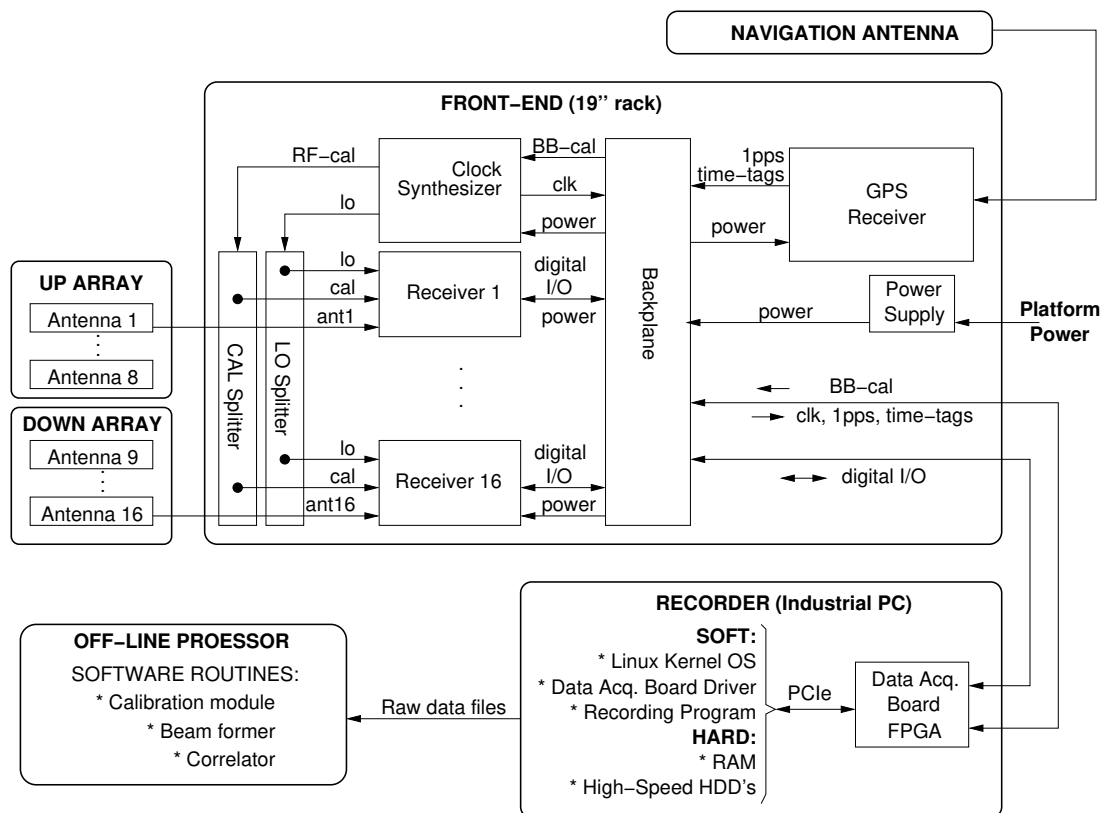 NAVIGATION ANTENNA
FRONT−END (19’’ rack)
RF−cal
lo
Clock
Synthesizer
BB−cal
clk
power
1pps
time−tags
power
GPS
Receiver
UP ARRAY
Antenna 1
Antenna 8
DOWN ARRAY
Antenna 9
Antenna 16
CAL Splitter
LO Splitter
lo
cal
ant1
Receiver 1
digital
I/O
power
Backplane
power
Power
Supply
Platform
Power
BB−cal
clk, 1pps, time−tags
digital I/O
lo
cal
ant16
Receiver 16
digital
I/O
power
RECORDER (Industrial PC)
SOFT:
* Linux Kernel OS
* Data Acq. Board Driver
* Recording Program
HARD:
* RAM
* High−Speed HDD's
PCIe
Data Acq.
Board
FPGA
Raw data files
OFF−LINE PROESSOR
SOFTWARE ROUTINES:
* Calibration module
* Beam former
* Correlator